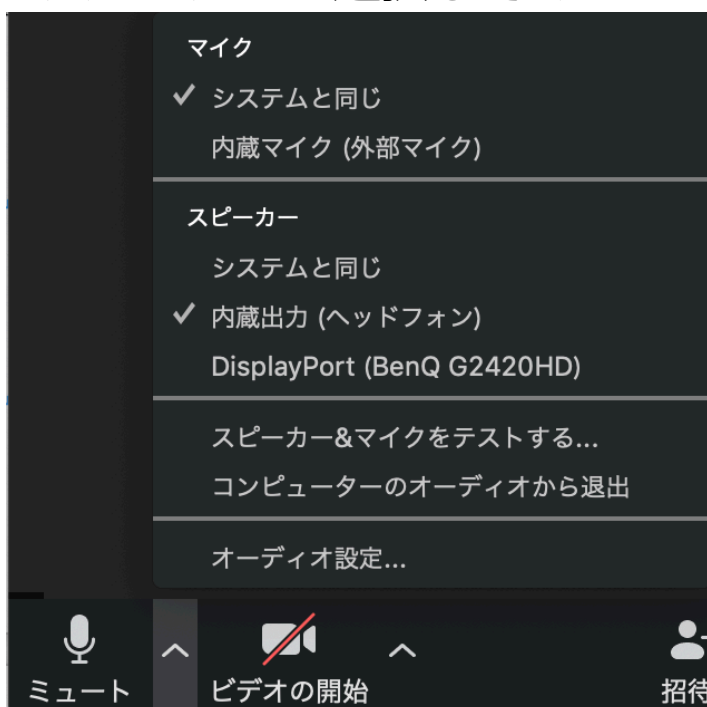 マイク
システムと同じ
内蔵マイク (外部マイク)
スピーカー
システムと同じ
内蔵出力 (ヘッドフォン)
DisplayPort (BenQ G2420HD)
スピーカー&マイクをテストする...
コンピューターのオーディオから退出
オーディオ設定...
ミュート
ビデオの開始
招待